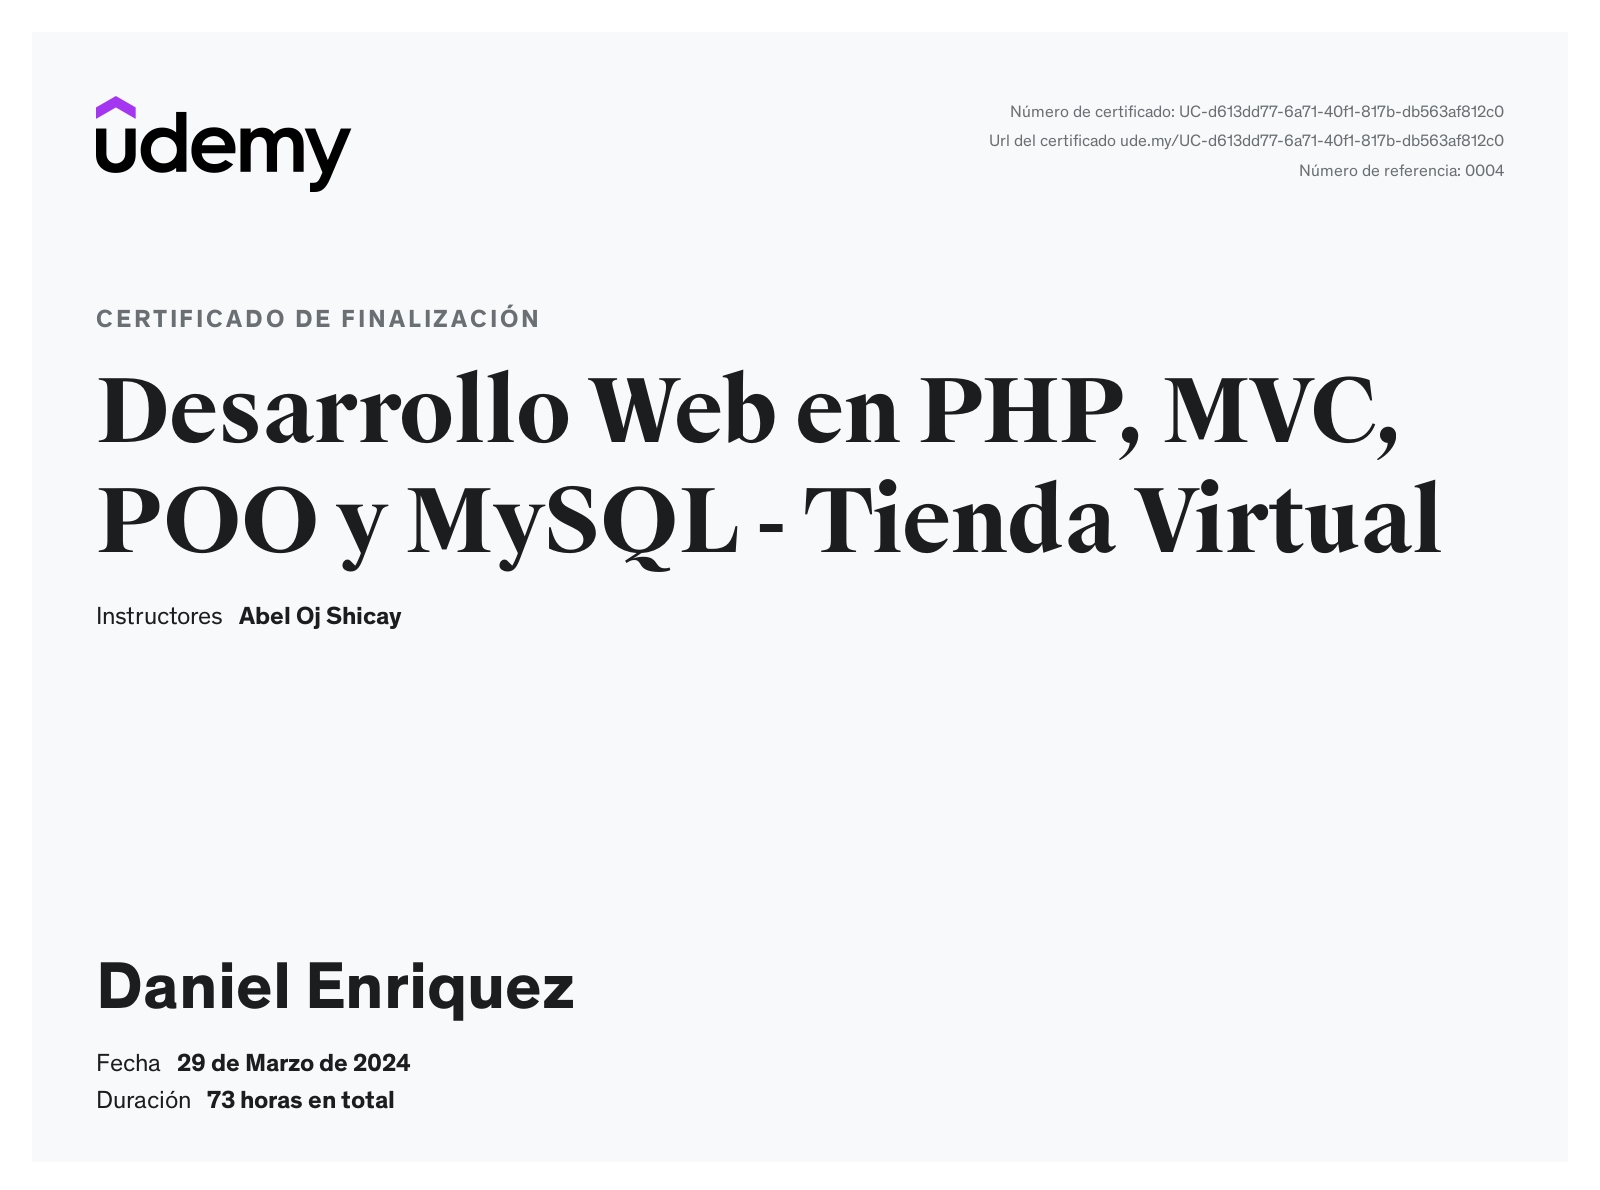 udemy
Número de certificado: UC-d613dd77-6a71-40f1-817b-db563af812c0
Url del certificado ude.my/UC-d613dd77-6a71-40f1-817b-db563af812c0
Número de referencia: 0004
CERTIFICADO DE FINALIZACIÓN
Desarrollo Web en PHP, MVC,
POO y MySQL - Tienda Virtual
Instructores Abel Oj Shicay
Daniel Enriquez
Fecha 29 de Marzo de 2024
Duración 73 horas en total